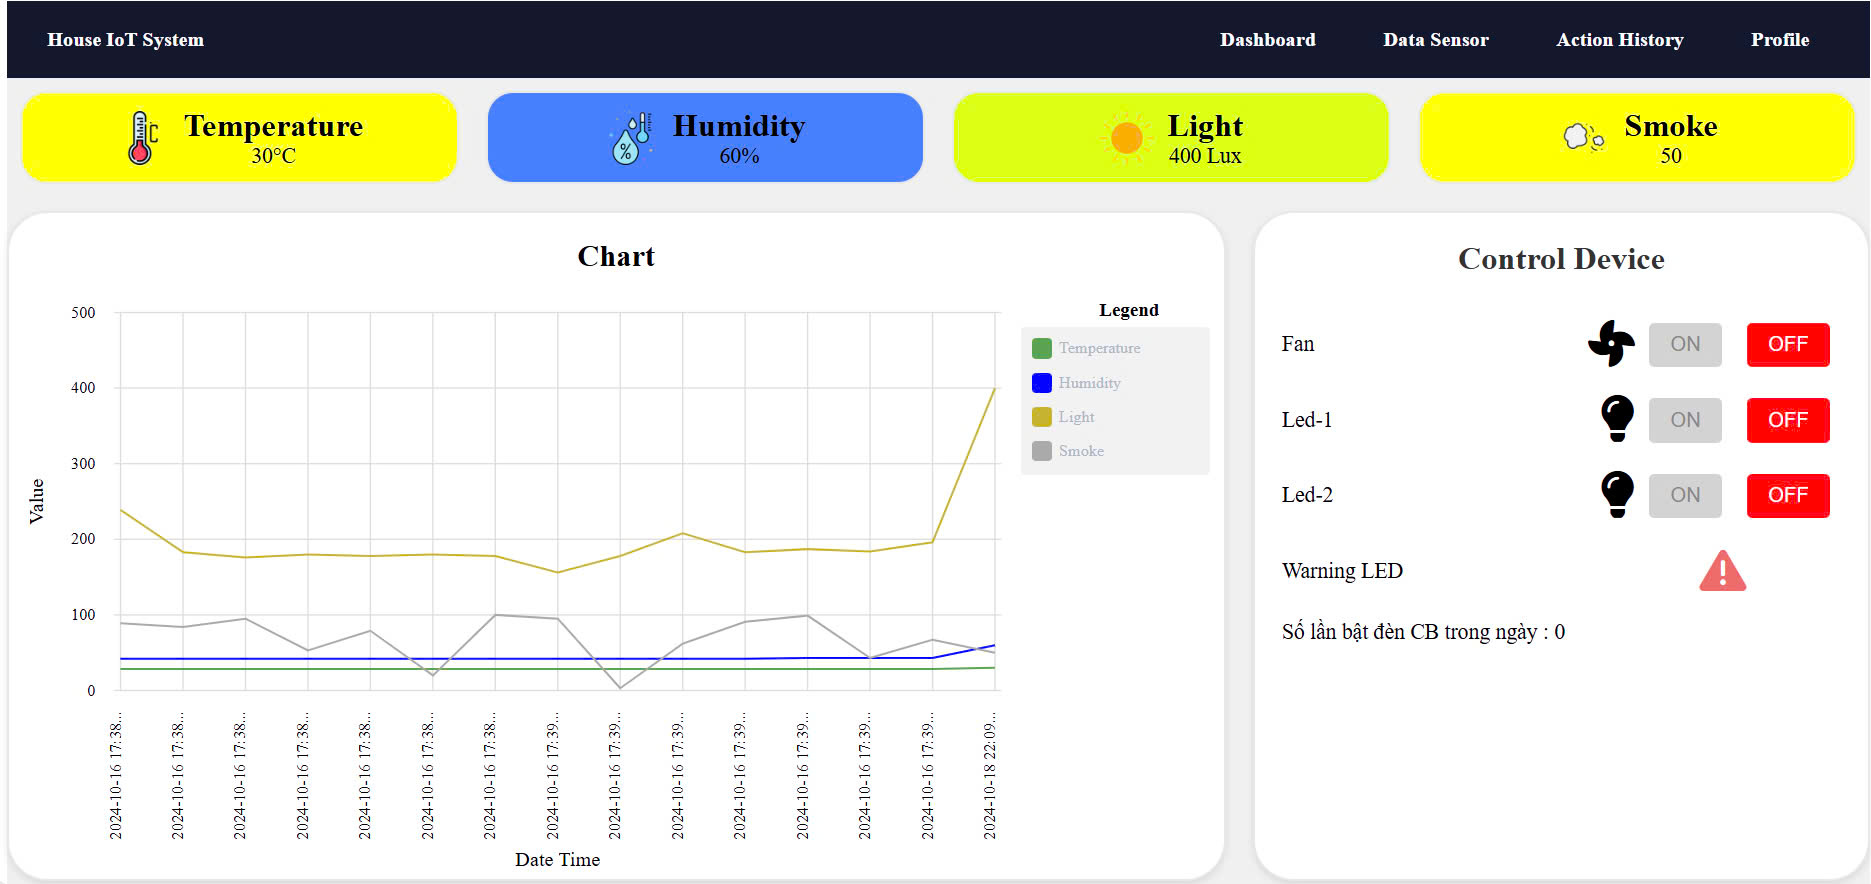 House IoT System
Dashboard
Data Sensor
Action History
Profile
Temperature
30°C
Humidity
60%
Light
400 Lux
Smoke
50
Chart
500
400
300
200
100
0
Value
2024-10-16 17:38...
2024-10-16 17:38...
2024-10-16 17:38...
2024-10-16 17:38...
2024-10-16 17:38...
2024-10-16 17:38...
2024-10-16 17:38...
2024-10-16 17:39...
2024-10-16 17:39...
2024-10-16 17:39...
2024-10-16 17:39...
2024-10-16 17:39...
2024-10-16 17:39...
2024-10-16 17:39...
2024-10-18 22:09...
Date Time
Legend
Temperature
Humidity
Light
Smoke
Control Device
Fan
ON
OFF
Led-1
ON
OFF
Led-2
ON
OFF
Warning LED
Số lần bật đèn CB trong ngày : 0